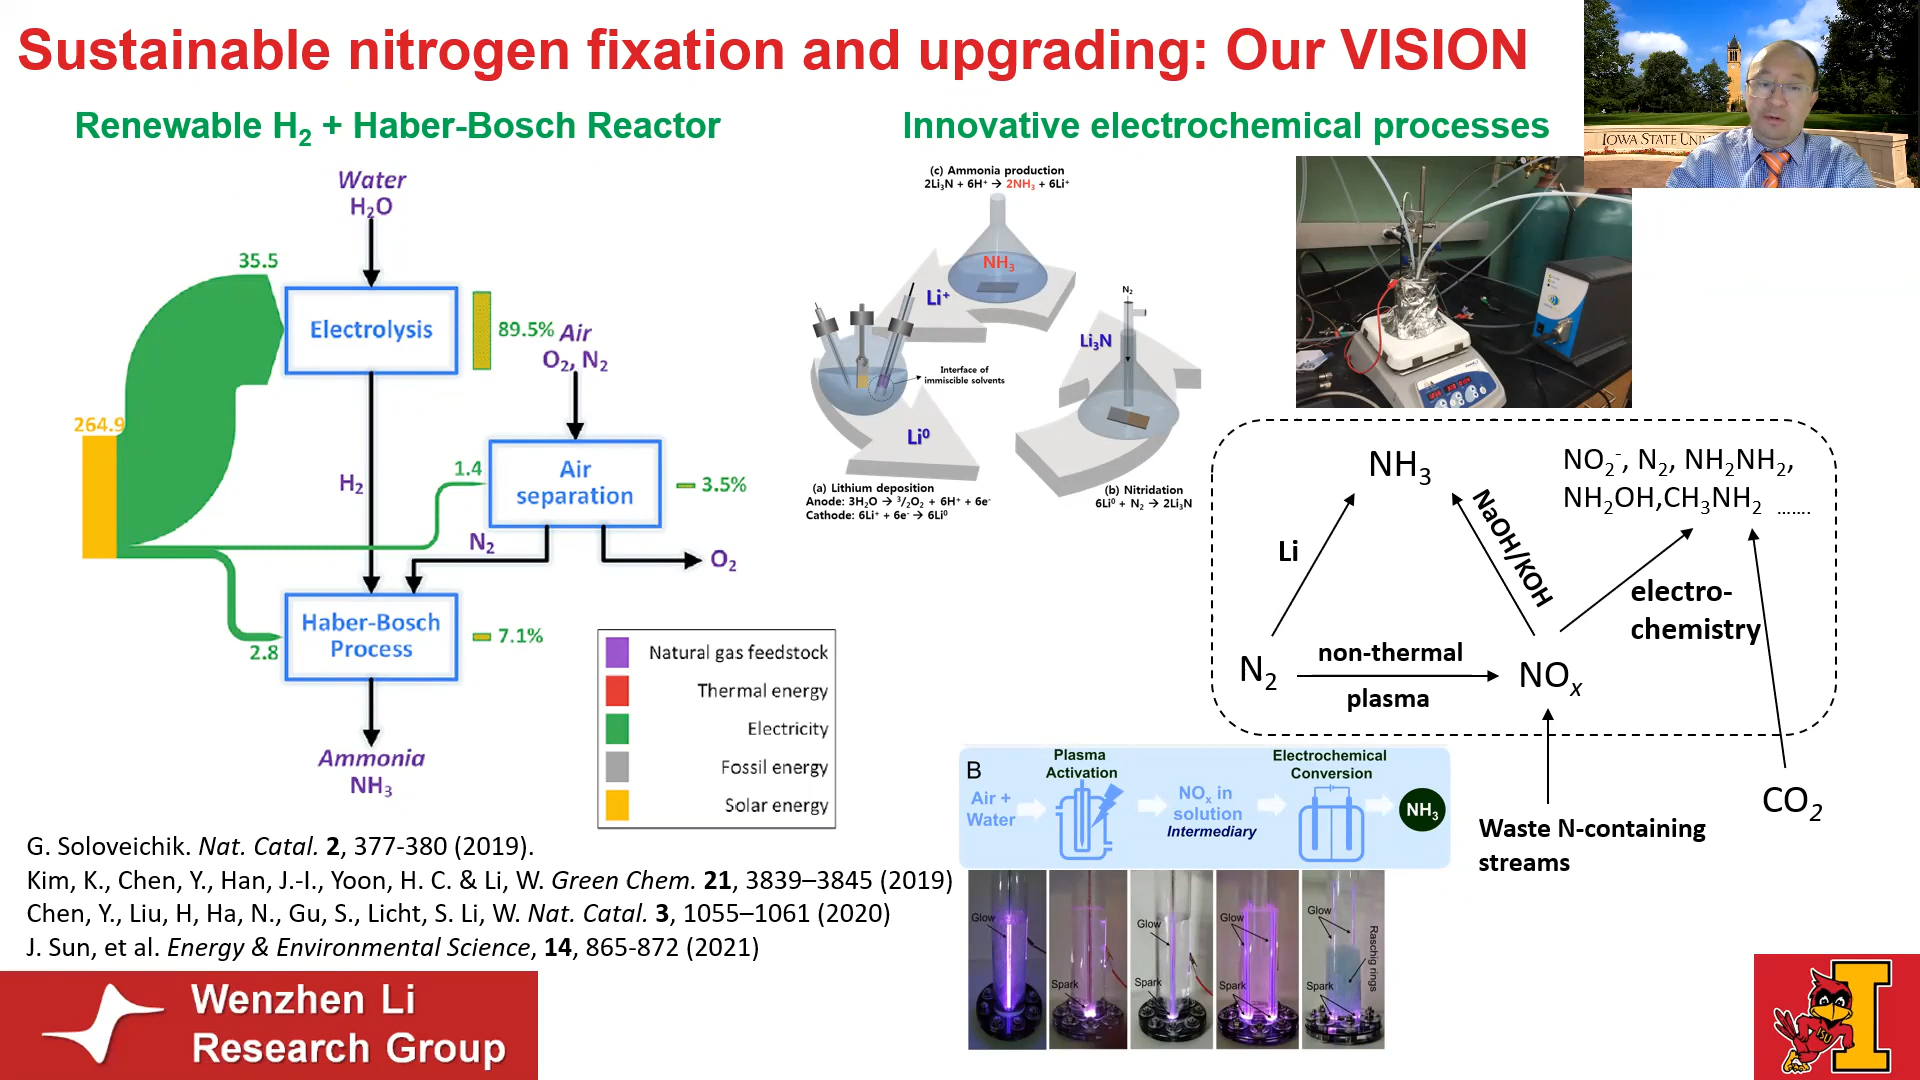 Sustainable nitrogen fixation and upgrading: Our VISION
IOWA STATE UNI
Renewable H₂ + Haber-Bosch Reactor
Water
H₂O
35.5
Electrolysis
89.5%
Air
O₂, N₂
264.9
H₂
1.4
Air
separation
3.5%
N₂
O₂
Haber-Bosch
Process
2.8
7.1%
Ammonia
NH₃
Natural gas feedstock
Thermal energy
Electricity
Fossil energy
Solar energy
Innovative electrochemical processes
(c) Ammonia production
2Li₃N + 6H⁺ → 2NH₃ + 6Li⁺
NH₃
Li⁺
N₂
Li₃N
Interface of
immiscible solvents
Li⁰
(a) Lithium deposition
Anode: 3H₂O → ³/₂O₂ + 6H⁺ + 6e⁻
Cathode: 6Li⁺ + 6e⁻ → 6Li⁰
(b) Nitridation
6Li⁰ + N₂ → 2Li₃N
NH₃
NO₂⁻, N₂, NH₂NH₂,
NH₂OH,CH₃NH₂ .......
Li
NaOH/KOH
electro-
chemistry
N₂
non-thermal
plasma
NOₓ
CO₂
Waste N-containing
streams
B
Plasma
Activation
Electrochemical
Conversion
Air +
Water
NOₓ in
solution
Intermediary
NH₃
Glow
Spark
Glow
Spark
Glow
Spark
Glow
Spark
Raschig rings
G. Soloveichik. Nat. Catal. 2, 377-380 (2019).
Kim, K., Chen, Y., Han, J.-I., Yoon, H. C. & Li, W. Green Chem. 21, 3839–3845 (2019)
Chen, Y., Liu, H, Ha, N., Gu, S., Licht, S. Li, W. Nat. Catal. 3, 1055–1061 (2020)
J. Sun, et al. Energy & Environmental Science, 14, 865-872 (2021)
Wenzhen Li
Research Group
I
ISU